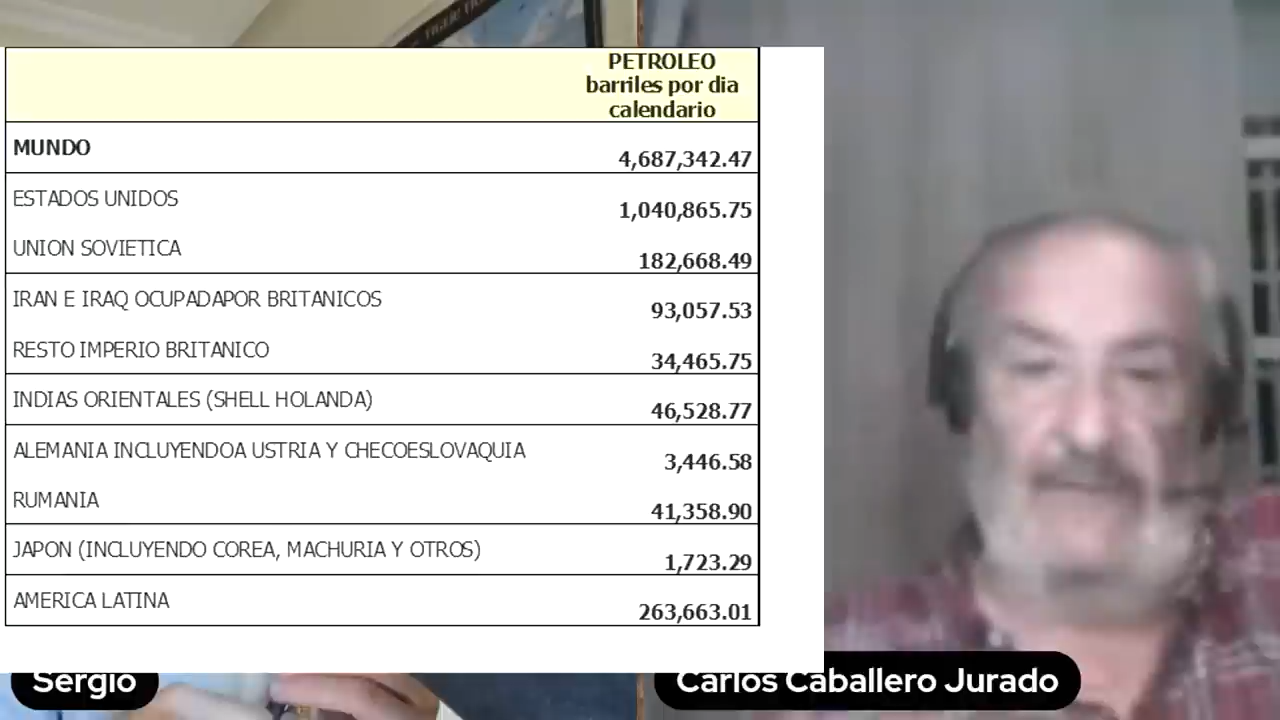 PETROLEO
barriles por dia
calendario
MUNDO 4,687,342.47
ESTADOS UNIDOS 1,040,865.75
UNION SOVIETICA 182,668.49
IRAN E IRAQ OCUPADAPOR BRITANICOS 93,057.53
RESTO IMPERIO BRITANICO 34,465.75
INDIAS ORIENTALES (SHELL HOLANDA) 46,528.77
ALEMANIA INCLUYENDOA USTRIA Y CHECOESLOVAQUIA 3,446.58
RUMANIA 41,358.90
JAPON (INCLUYENDO COREA, MACHURIA Y OTROS) 1,723.29
AMERICA LATINA 263,663.01
Sergio
Carlos Caballero Jurado